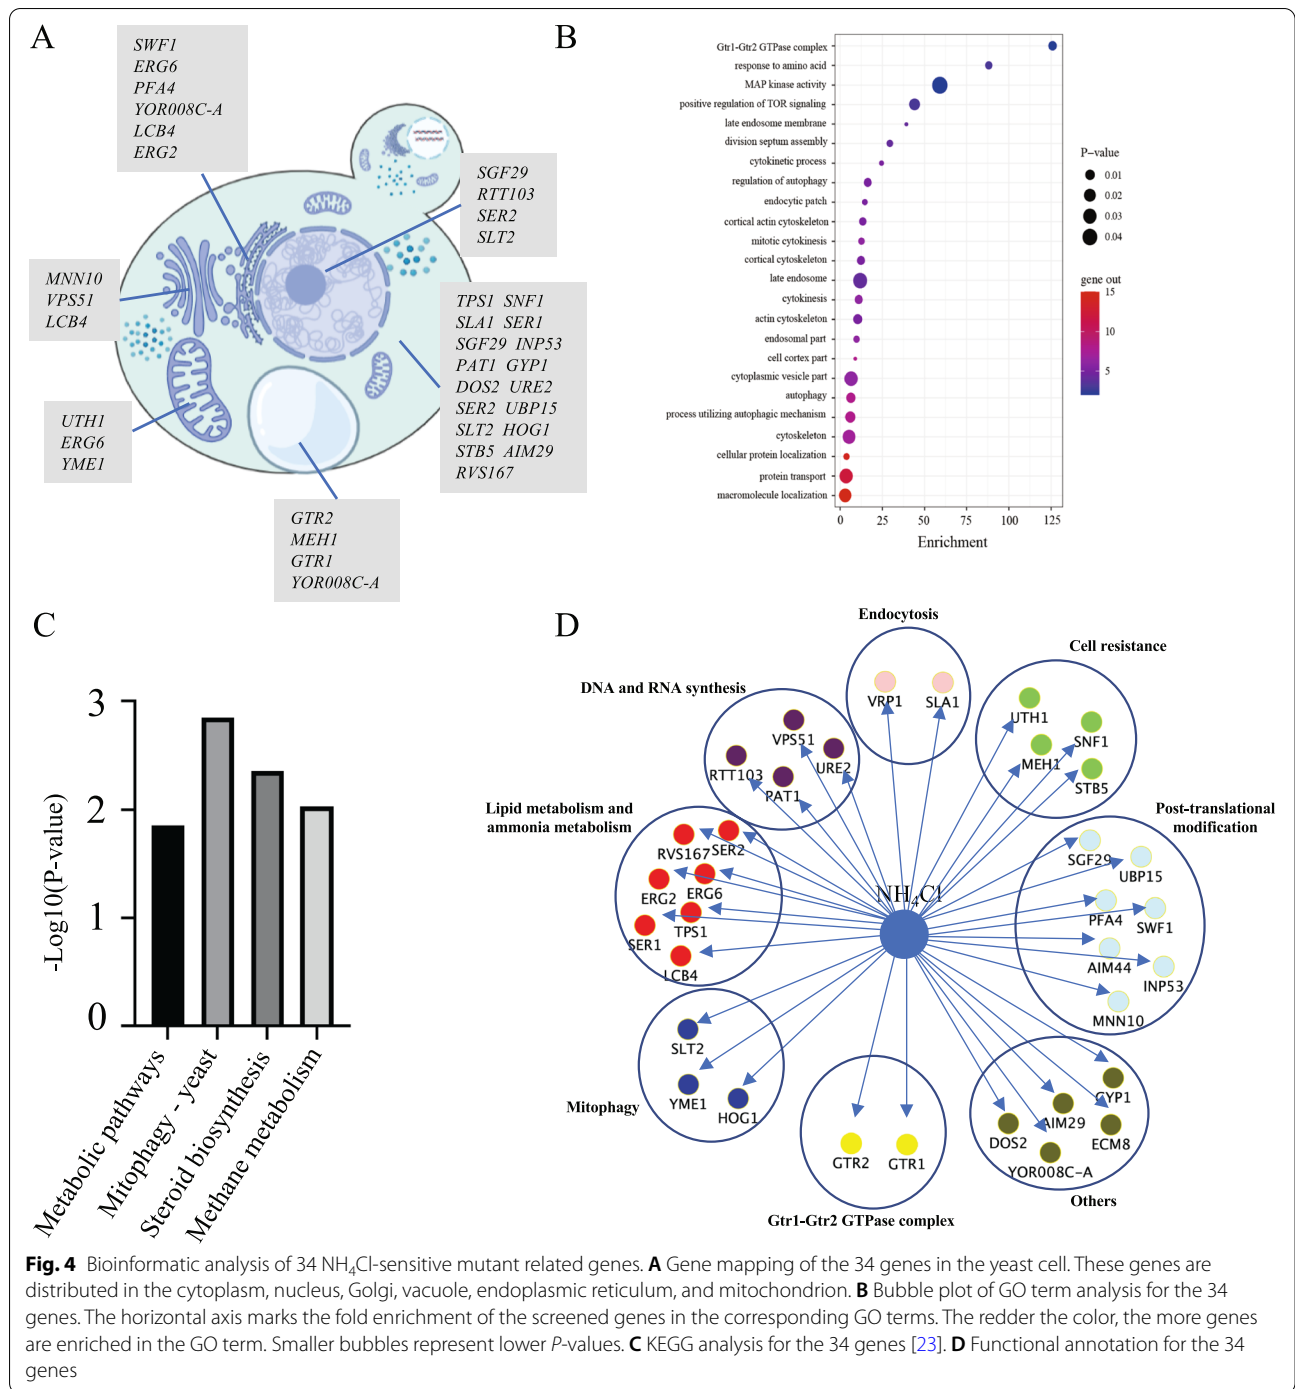 A
SWF1
ERG6
PFA4
YOR008C-A
LCB4
ERG2
SGF29
RTT103
SER2
SLT2
MNN10
VPS51
LCB4
TPS1 SNF1
SLA1 SER1
SGF29 INP53
PAT1 GYP1
DOS2 URE2
SER2 UBP15
SLT2 HOG1
STB5 AIM29
RVS167
UTH1
ERG6
YME1
GTR2
MEH1
GTR1
YOR008C-A
B
Gtr1-Gtr2 GTPase complex
response to amino acid
MAP kinase activity
positive regulation of TOR signaling
late endosome membrane
division septum assembly
cytokinetic process
regulation of autophagy
endocytic patch
cortical actin cytoskeleton
mitotic cytokinesis
cortical cytoskeleton
late endosome
cytokinesis
actin cytoskeleton
endosomal part
cell cortex part
cytoplasmic vesicle part
autophagy
process utilizing autophagic mechanism
cytoskeleton
cellular protein localization
protein transport
macromolecule localization
0 25 50 75 100 125
Enrichment
P-value
0.01
0.02
0.03
0.04
gene out
15
10
5
C
-Log10(P-value)
3
2
1
0
Metabolic pathways
Mitophagy - yeast
Steroid biosynthesis
Methane metabolism
D
Endocytosis
VRP1
SLA1
Cell resistance
UTH1
SNF1
MEH1
STB5
DNA and RNA synthesis
VPS51
URE2
RTT103
PAT1
Lipid metabolism and
ammonia metabolism
RVS167
SER2
ERG2
ERG6
TPS1
SER1
LCB4
Post-translational
modification
SGF29
UBP15
PFA4
SWF1
AIM44
INP53
MNN10
NH4Cl
Mitophagy
SLT2
YME1
HOG1
GTR2
GTR1
Gtr1-Gtr2 GTPase complex
GYP1
AIM29
DOS2
ECM8
YOR008C-A
Others
Fig. 4 Bioinformatic analysis of 34 NH4Cl-sensitive mutant related genes. A Gene mapping of the 34 genes in the yeast cell. These genes are
distributed in the cytoplasm, nucleus, Golgi, vacuole, endoplasmic reticulum, and mitochondrion. B Bubble plot of GO term analysis for the 34
genes. The horizontal axis marks the fold enrichment of the screened genes in the corresponding GO terms. The redder the color, the more genes
are enriched in the GO term. Smaller bubbles represent lower P-values. C KEGG analysis for the 34 genes [23]. D Functional annotation for the 34
genes